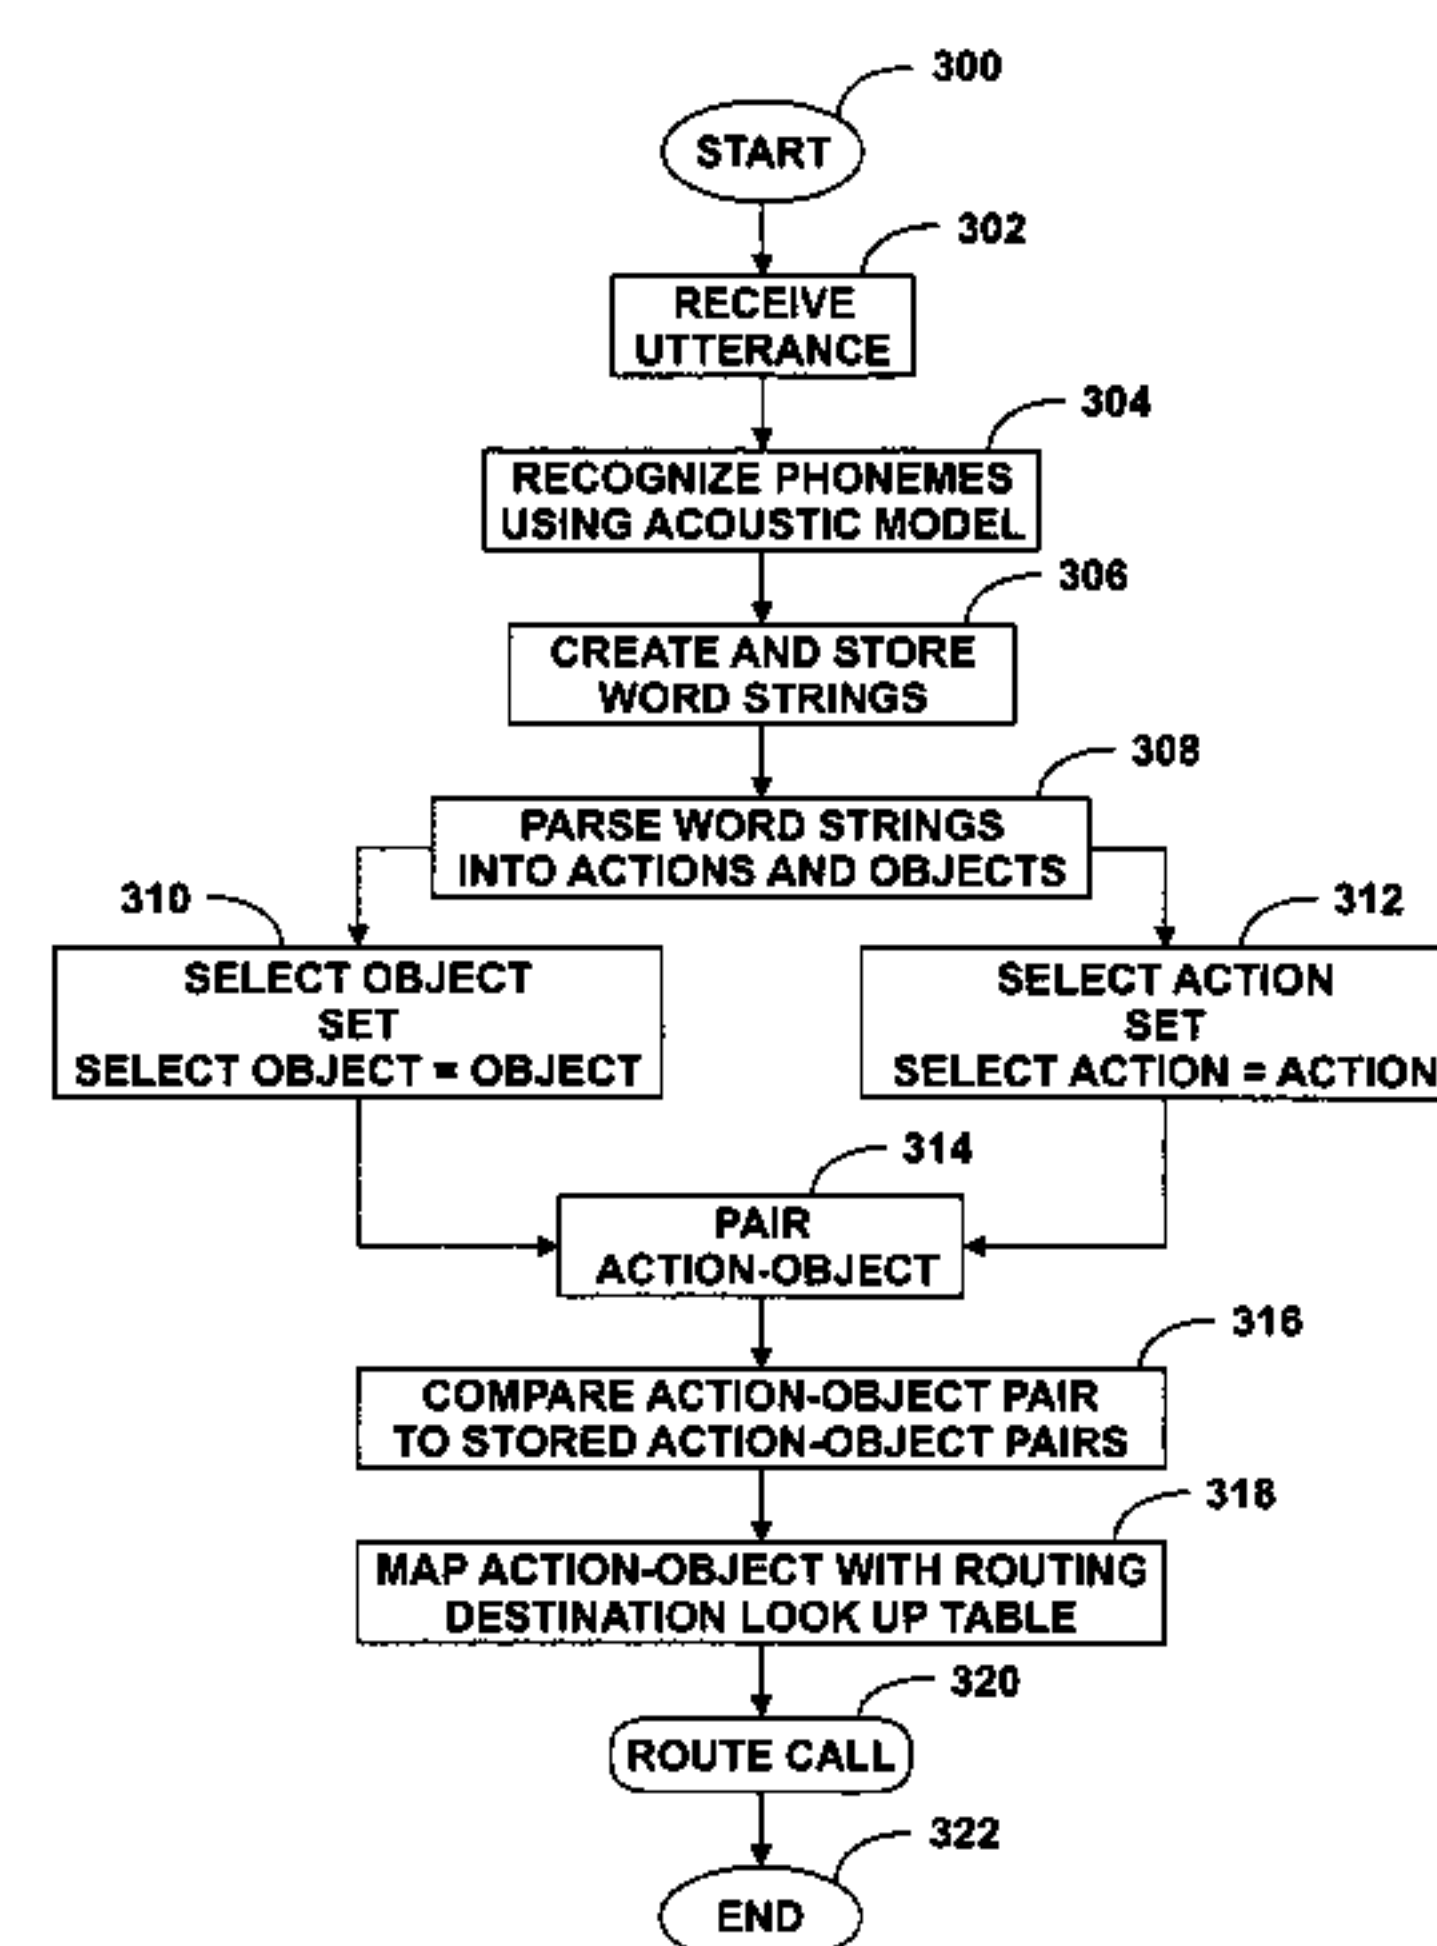 300
START
302
RECEIVE
UTTERANCE
304
RECOGNIZE PHONEMES
USING ACOUSTIC MODEL
306
CREATE AND STORE
WORD STRINGS
308
PARSE WORD STRINGS
INTO ACTIONS AND OBJECTS
310
SELECT OBJECT
SET
SELECT OBJECT = OBJECT
312
SELECT ACTION
SET
SELECT ACTION = ACTION
314
PAIR
ACTION-OBJECT
316
COMPARE ACTION-OBJECT PAIR
TO STORED ACTION-OBJECT PAIRS
318
MAP ACTION-OBJECT WITH ROUTING
DESTINATION LOOK UP TABLE
320
ROUTE CALL
322
END